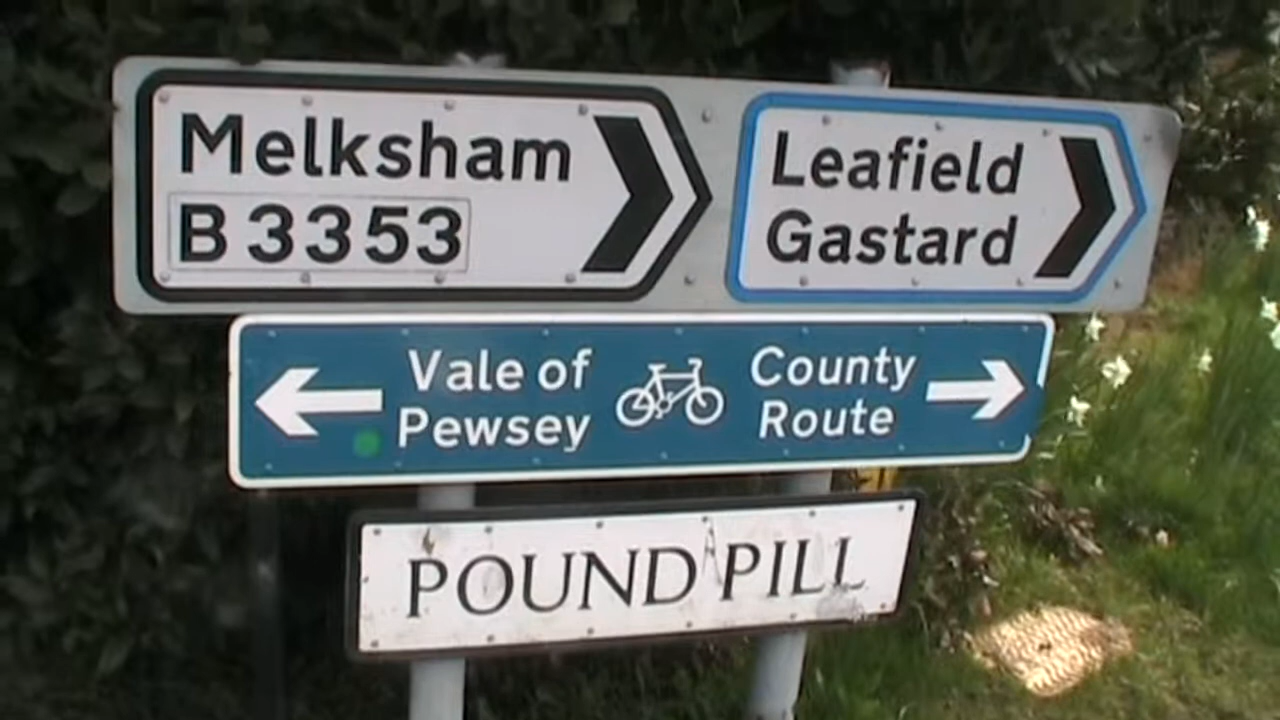 Melksham
B 3353
Leafield
Gastard
Vale of
Pewsey
County
Route
POUND PILL